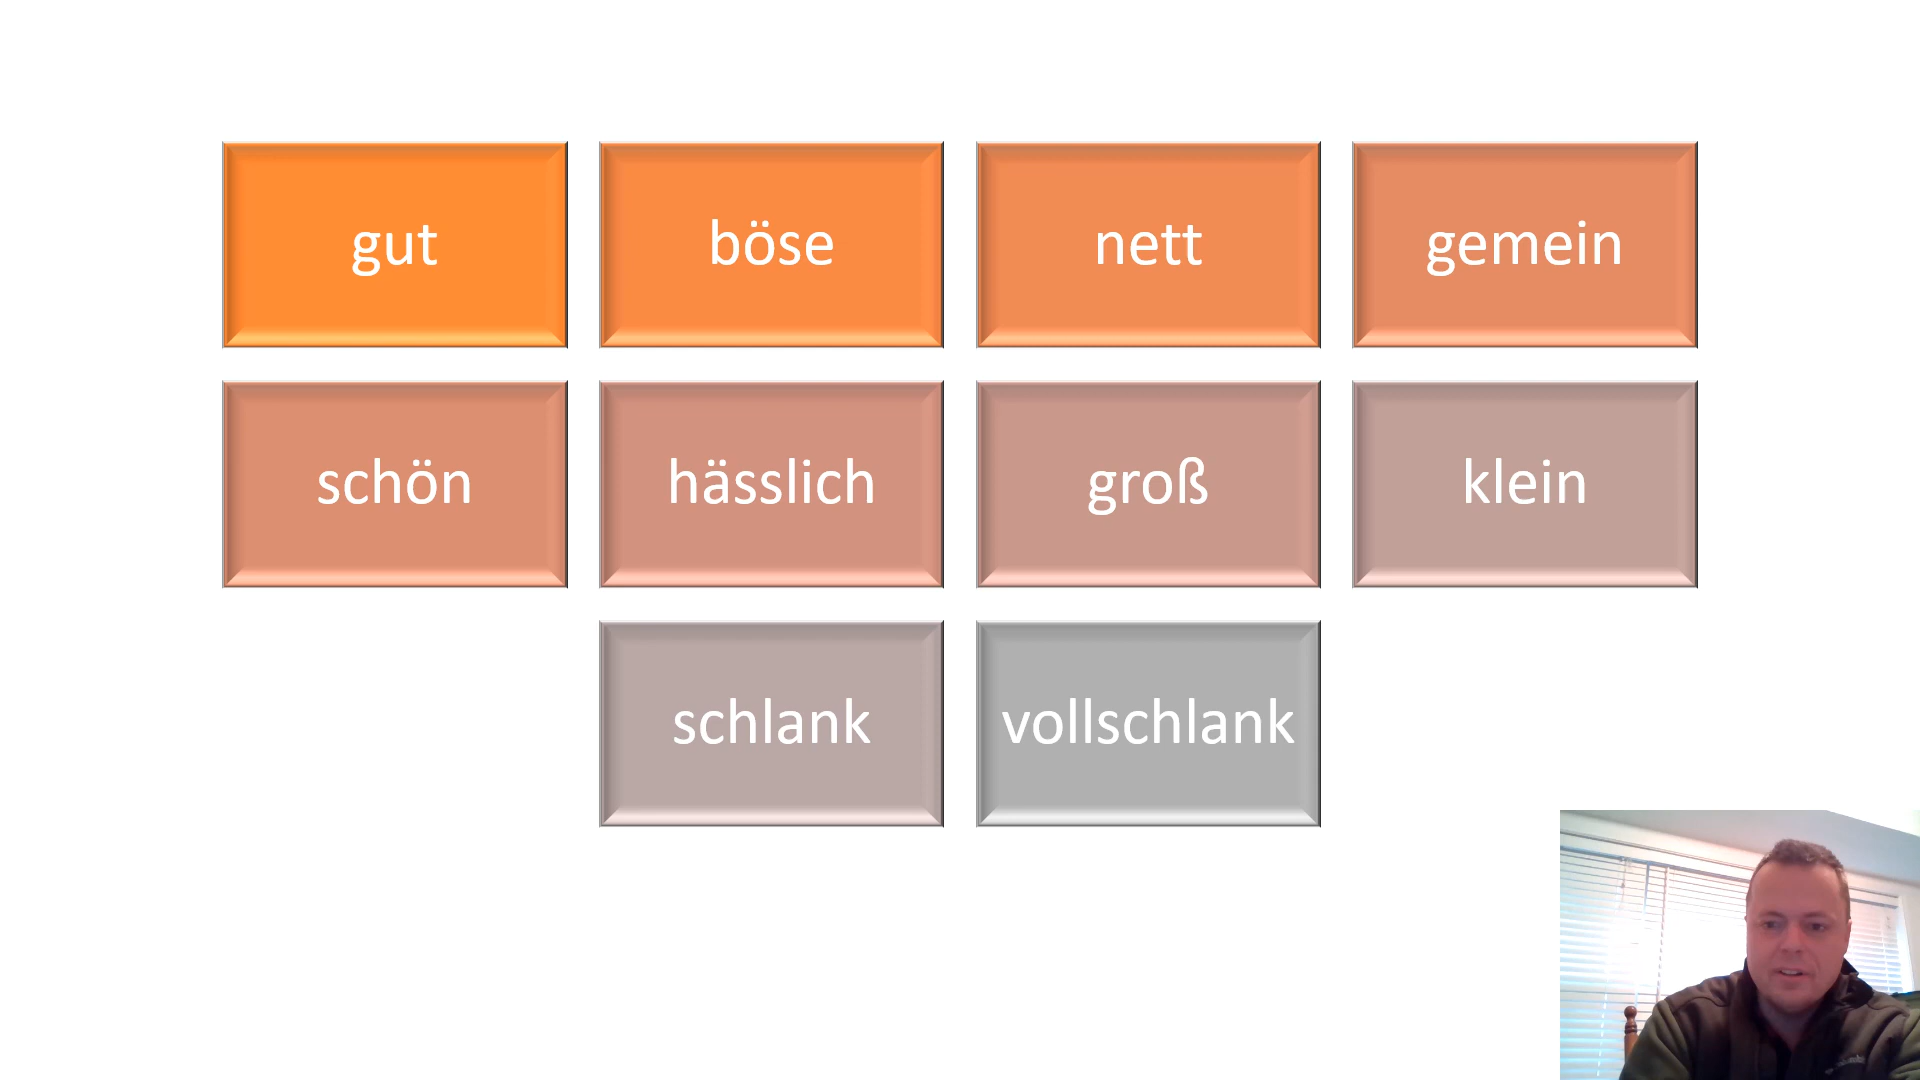 gut
böse
nett
gemein
schön
hässlich
groß
klein
schlank
vollschlank